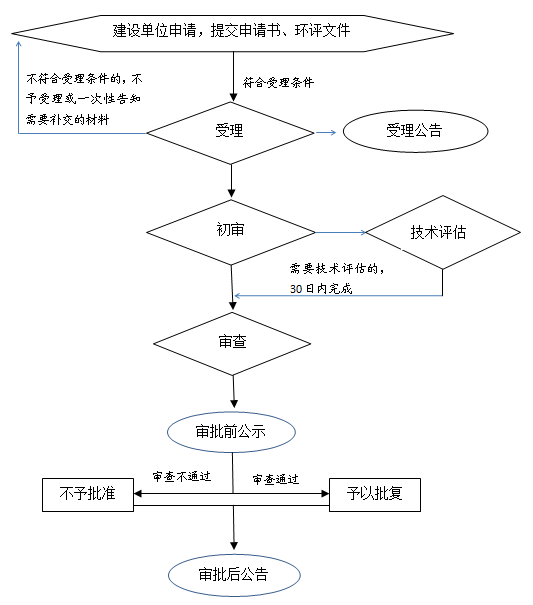 建设单位申请，提交申请书、环评文件
不符合受理条件的，不
予受理或一次性告知
需要补交的材料
符合受理条件
受理
受理公告
初审
技术评估
需要技术评估的，
30日内完成
审查
审批前公示
审查不通过
审查通过
不予批准
予以批复
审批后公告